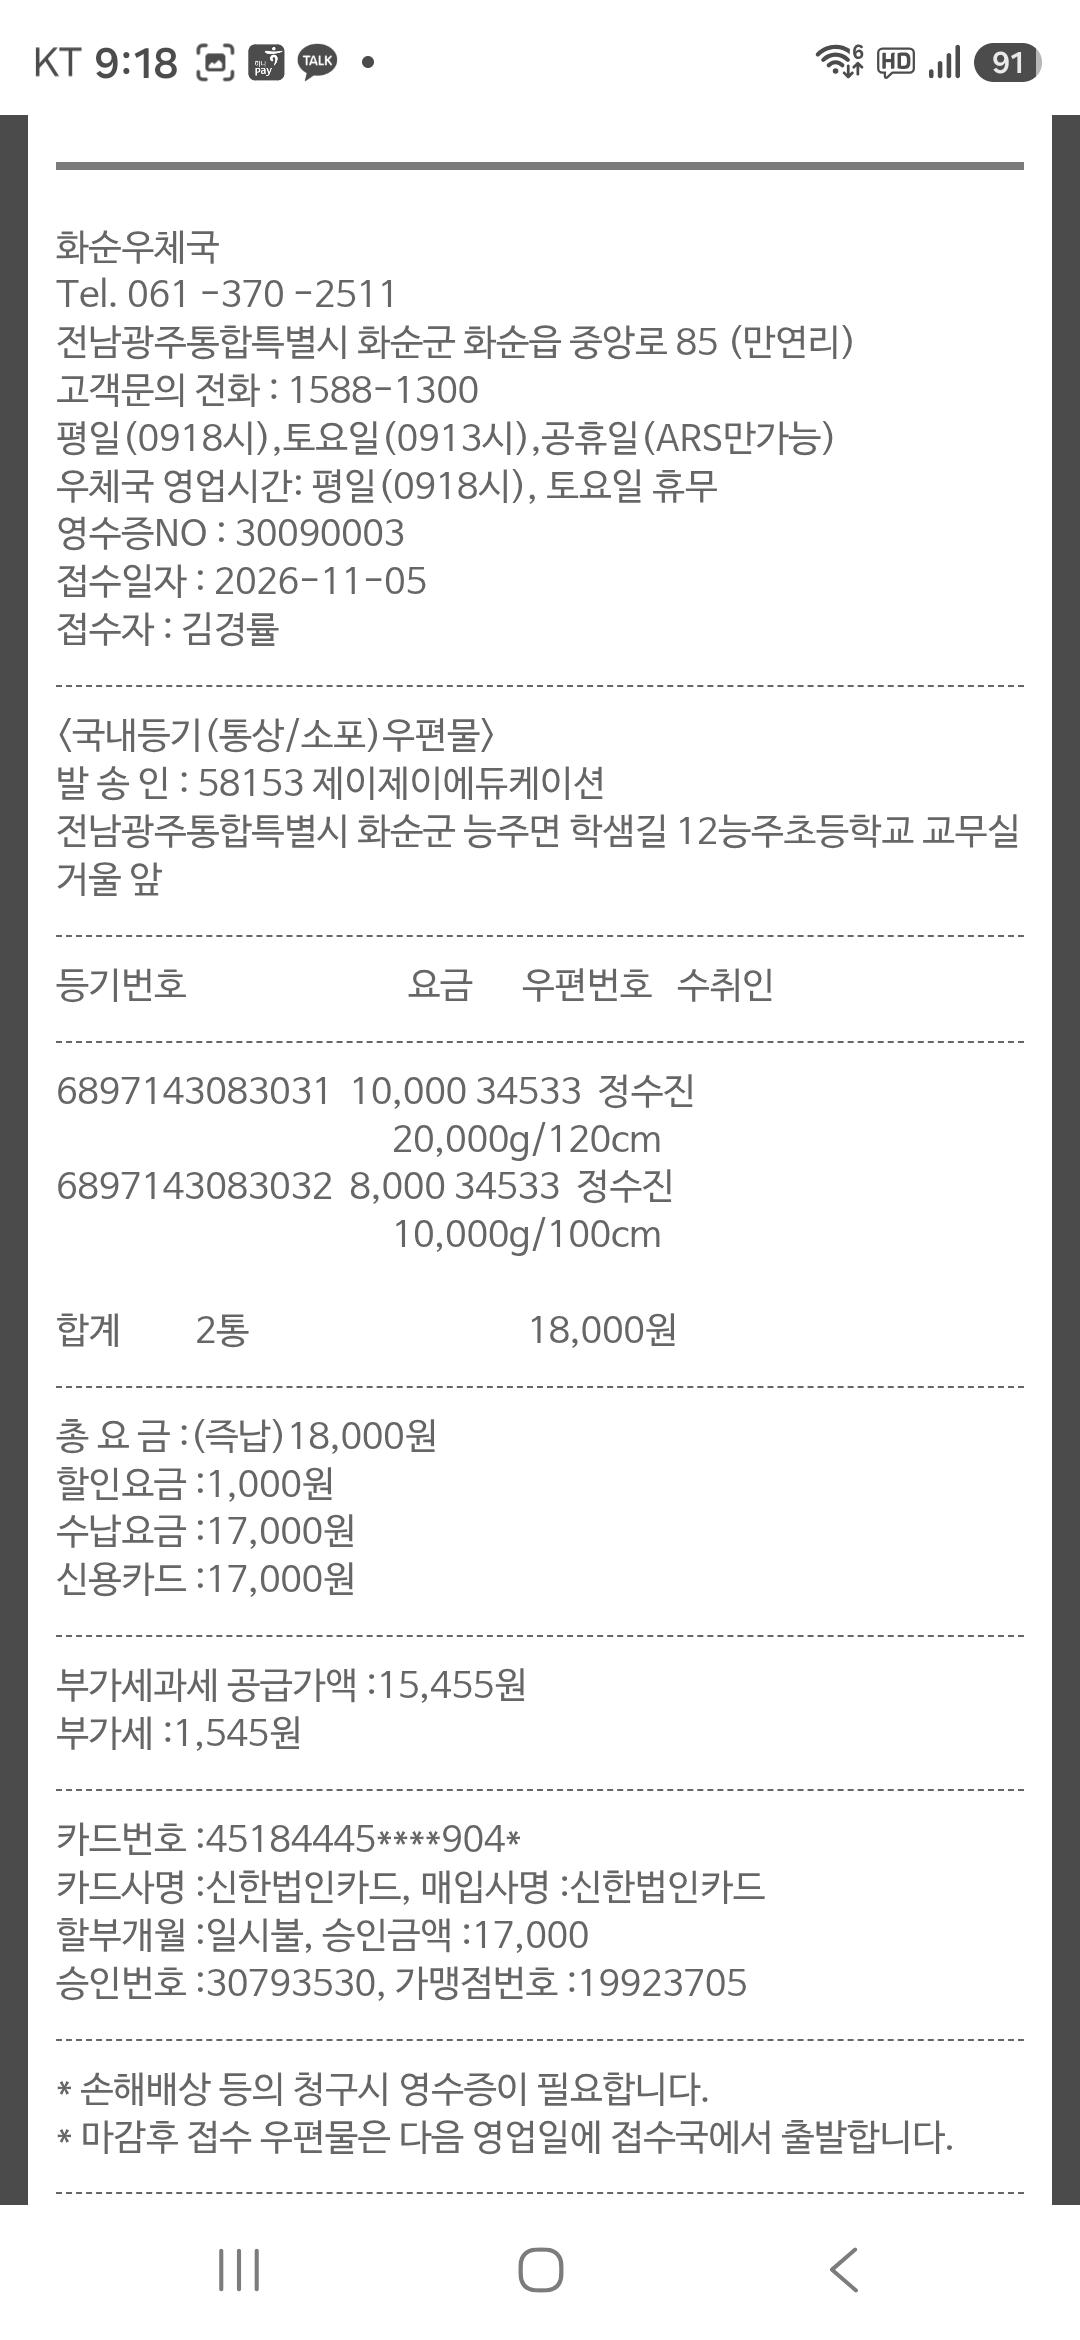 KT 9:18 하나 pay TALK 6 HD 91
화순우체국
Tel. 061 -370 -2511
전남광주통합특별시 화순군 화순읍 중앙로 85 (만연리)
고객문의 전화 : 1588-1300
평일(0918시),토요일(0913시),공휴일(ARS만가능)
우체국 영업시간: 평일(0918시), 토요일 휴무
영수증NO : 30090003
접수일자 : 2026-11-05
접수자 : 김경률
<국내등기(통상/소포)우편물>
발 송 인 : 58153 제이제이에듀케이션
전남광주통합특별시 화순군 능주면 학샘길 12능주초등학교 교무실
거울 앞
등기번호 요금 우편번호 수취인
6897143083031 10,000 34533 정수진
20,000g/120cm
6897143083032 8,000 34533 정수진
10,000g/100cm
합계 2통 18,000원
총 요 금 :(즉납)18,000원
할인요금 :1,000원
수납요금 :17,000원
신용카드 :17,000원
부가세과세 공급가액 :15,455원
부가세 :1,545원
카드번호 :45184445****904*
카드사명 :신한법인카드, 매입사명 :신한법인카드
할부개월 :일시불, 승인금액 :17,000
승인번호 :30793530, 가맹점번호 :19923705
* 손해배상 등의 청구시 영수증이 필요합니다.
* 마감후 접수 우편물은 다음 영업일에 접수국에서 출발합니다.